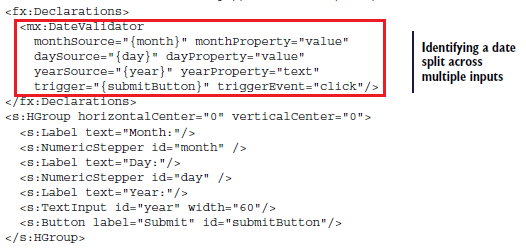 <fx:Declarations>
<mx:DateValidator
monthSource="{month}" monthProperty="value"
daySource="{day}" dayProperty="value"
yearSource="{year}" yearProperty="text"
trigger="{submitButton}" triggerEvent="click"/>
</fx:Declarations>
Identifying a date
split across
multiple inputs
<s:HGroup horizontalCenter="0" verticalCenter="0">
<s:Label text="Month:"/>
<s:NumericStepper id="month" />
<s:Label text="Day:"/>
<s:NumericStepper id="day" />
<s:Label text="Year:"/>
<s:TextInput id="year" width="60"/>
<s:Button label="Submit" id="submitButton"/>
</s:HGroup>